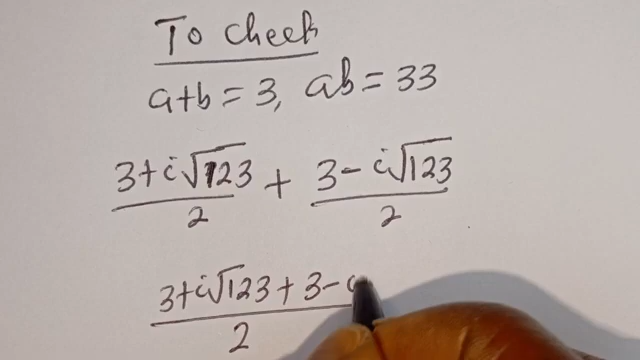 To check
a+b = 3, ab = 33
3+i√123/2 + 3-i√123/2
3+i√123 + 3-i/2